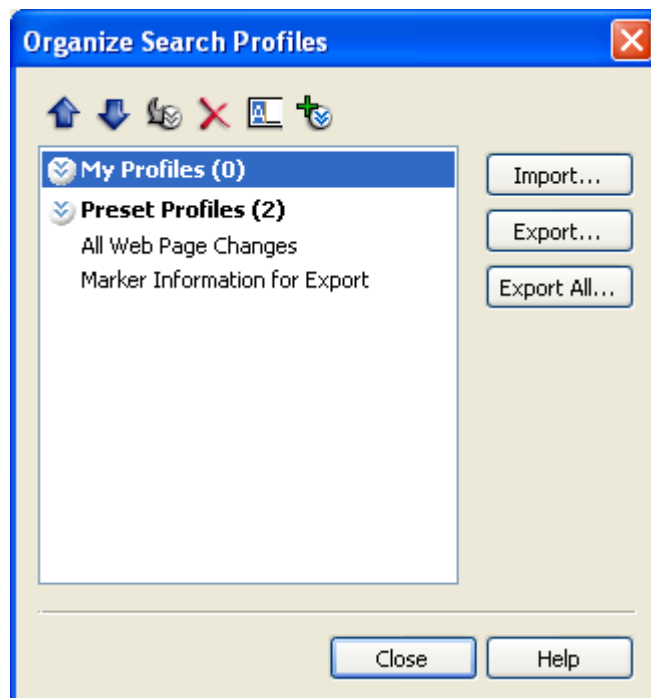 Organize Search Profiles
My Profiles (0)
Preset Profiles (2)
All Web Page Changes
Marker Information for Export
Import...
Export...
Export All...
Close
Help